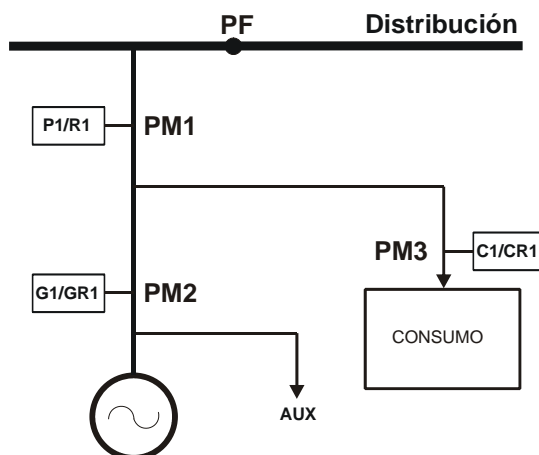 PF
Distribución
P1/R1
PM1
PM3
C1/CR1
G1/GR1
PM2
CONSUMO
AUX